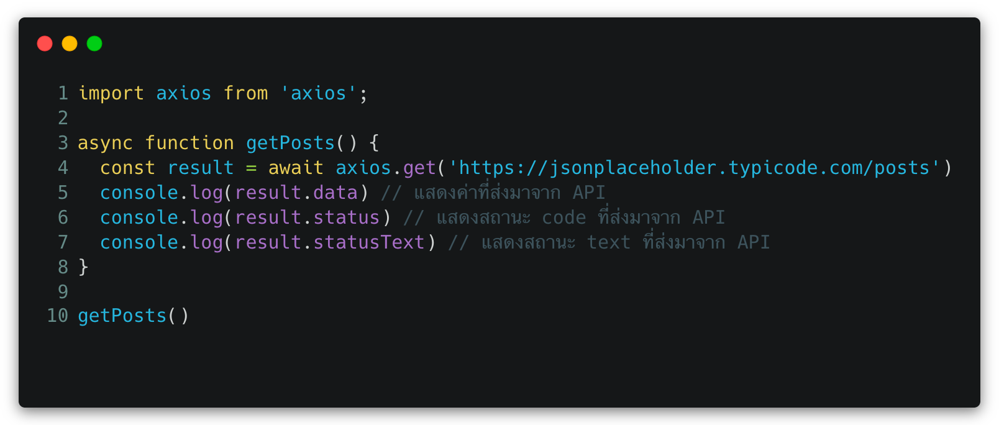 1 import axios from 'axios';
2
3 async function getPosts() {
4   const result = await axios.get('https://jsonplaceholder.typicode.com/posts')
5   console.log(result.data) // แสดงค่าที่ส่งมาจาก API
6   console.log(result.status) // แสดงสถานะ code ที่ส่งมาจาก API
7   console.log(result.statusText) // แสดงสถานะ text ที่ส่งมาจาก API
8 }
9
10 getPosts()